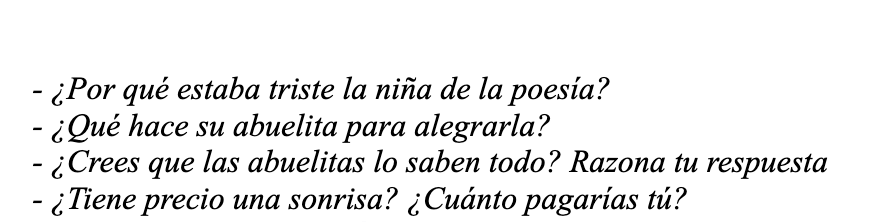 - ¿Por qué estaba triste la niña de la poesía?
- ¿Qué hace su abuelita para alegrarla?
- ¿Crees que las abuelitas lo saben todo? Razona tu respuesta
- ¿Tiene precio una sonrisa? ¿Cuánto pagarías tú?